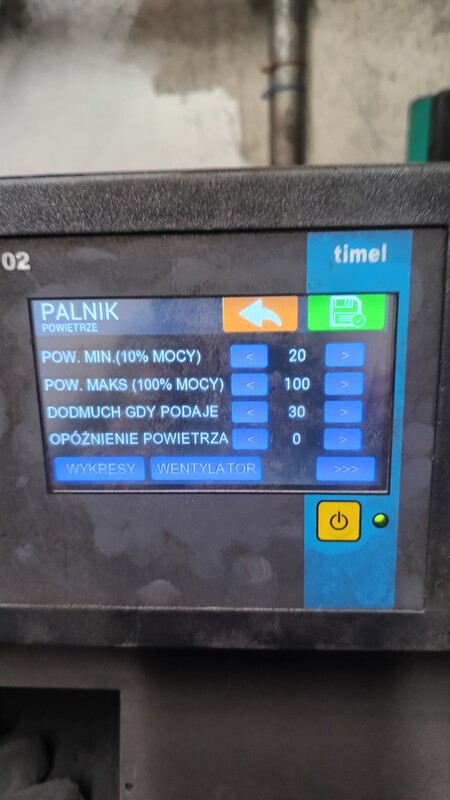 02
timel
PALNIK
POWIETRZE
POW. MIN.(10% MOCY) < 20 >
POW. MAKS (100% MOCY) < 100 >
DODMUCH GDY PODAJE < 30 >
OPÓŹNIENIE POWIETRZA < 0 >
WYKRESY WENTYLATOR >>>